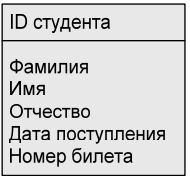 ID студента
Фамилия
Имя
Отчество
Дата поступления
Номер билета